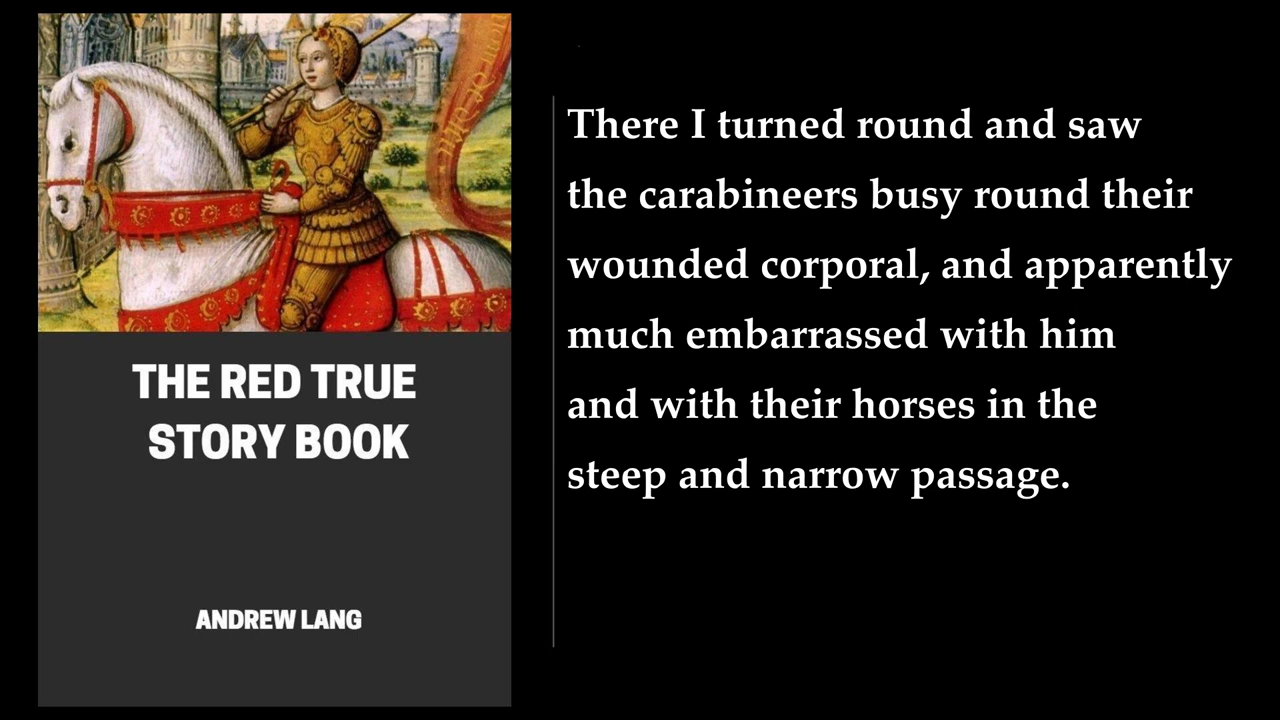 THE RED TRUE
STORY BOOK
ANDREW LANG
There I turned round and saw
the carabineers busy round their
wounded corporal, and apparently
much embarrassed with him
and with their horses in the
steep and narrow passage.